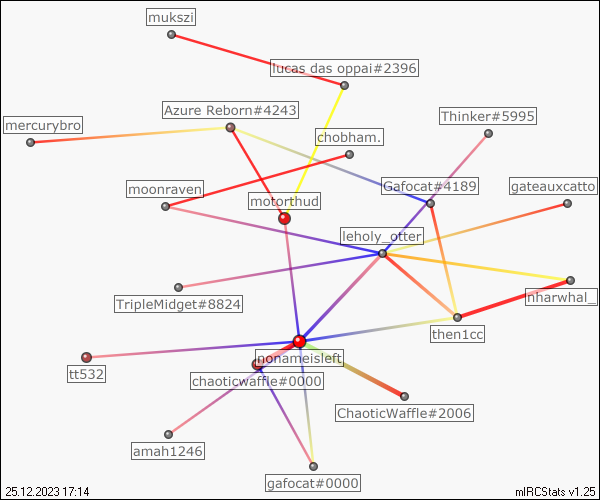 mukszi
lucas das oppai#2396
Azure Reborn#4243
Thinker#5995
mercurybro
chobham.
moonraven
Gafocat#4189
gateauxcatto
motorthud
leholy_otter
TripleMidget#8824
nharwhal_
then1cc
nonameisleft
tt532
chaoticwaffle#0000
ChaoticWaffle#2006
amah1246
gafocat#0000
25.12.2023 17:14
mIRCStats v1.25